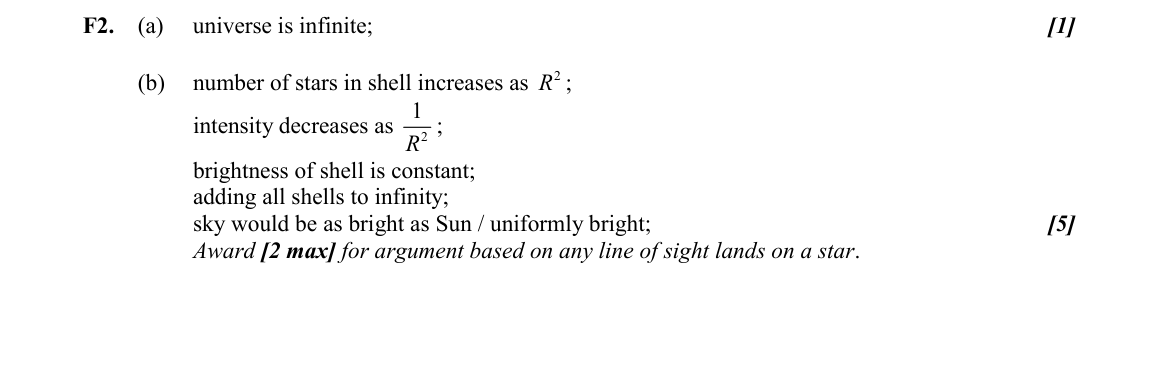 F2. (a) universe is infinite; [1]
(b) number of stars in shell increases as R²;
intensity decreases as 1/R²;
brightness of shell is constant;
adding all shells to infinity;
sky would be as bright as Sun / uniformly bright; [5]
Award [2 max] for argument based on any line of sight lands on a star.